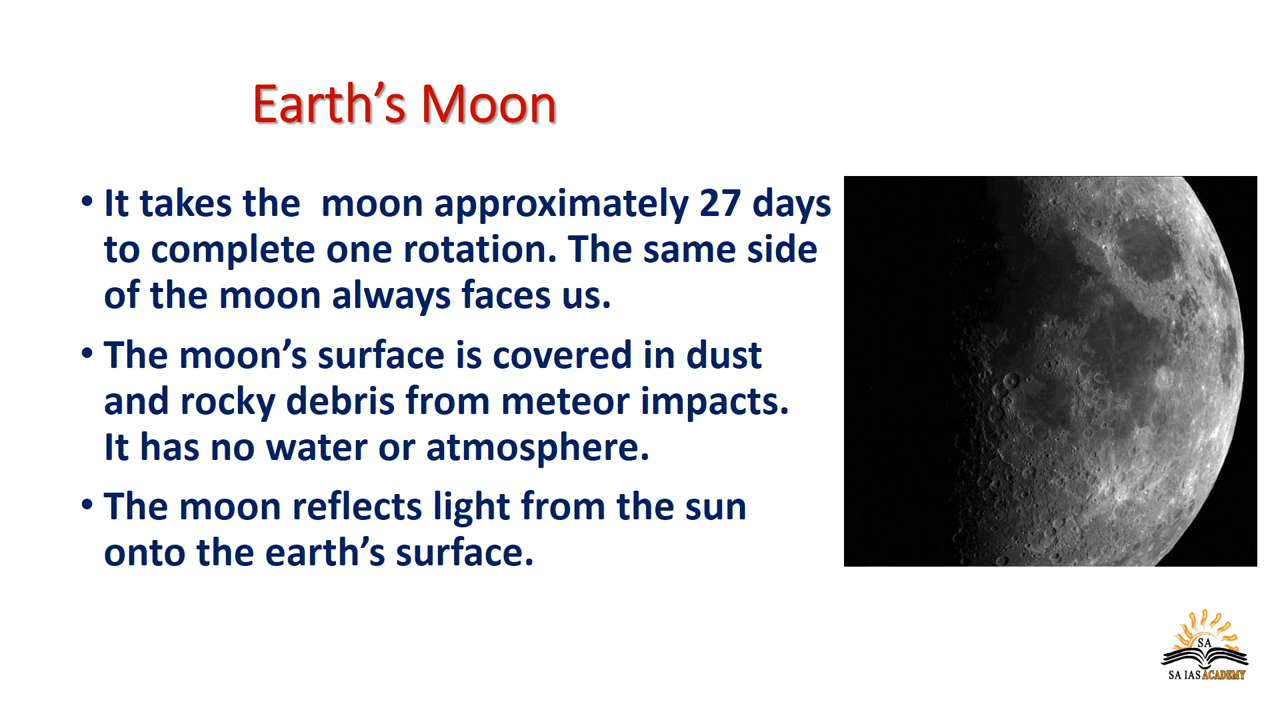 Earth’s Moon
• It takes the  moon approximately 27 days
to complete one rotation. The same side
of the moon always faces us.
• The moon’s surface is covered in dust
and rocky debris from meteor impacts.
It has no water or atmosphere.
• The moon reflects light from the sun
onto the earth’s surface.
SA
SA IAS ACADEMY